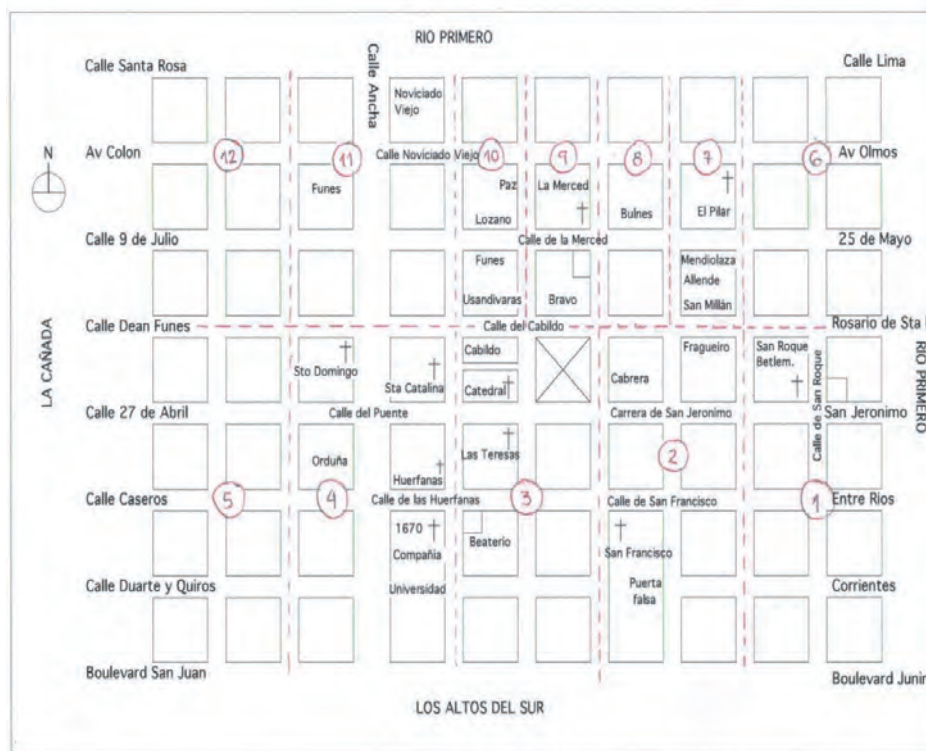 RIO PRIMERO
Calle Santa Rosa
Calle Ancha
Calle Lima
Noviciado
Viejo
N
Av Colon
12
11
Calle Noviciado Viejo
10
9
8
7
6
Av Olmos
Funes
Paz
Lozano
La Merced
Bulnes
El Pilar
Calle 9 de Julio
Calle de la Merced
25 de Mayo
Funes
Usandivaras
Bravo
Mendiolaza
Allende
San Millán
LA CAÑADA
Calle Dean Funes
Calle del Cabildo
Rosario de Sta
Sto Domingo
Sta Catalina
Cabildo
Catedral
Cabrera
Fragueiro
San Roque
Betlem.
Calle de San Roque
RIO PRIMERO
Calle 27 de Abril
Calle del Puente
Carrera de San Jeronimo
San Jeronimo
Orduña
Huerfanas
Las Teresas
2
Calle Caseros
5
4
Calle de las Huerfanas
3
Calle de San Francisco
1
Entre Rios
1670
Compañia
Universidad
Beaterio
San Francisco
Puerta
falsa
Calle Duarte y Quiros
Corrientes
Boulevard San Juan
Boulevard Junin
LOS ALTOS DEL SUR